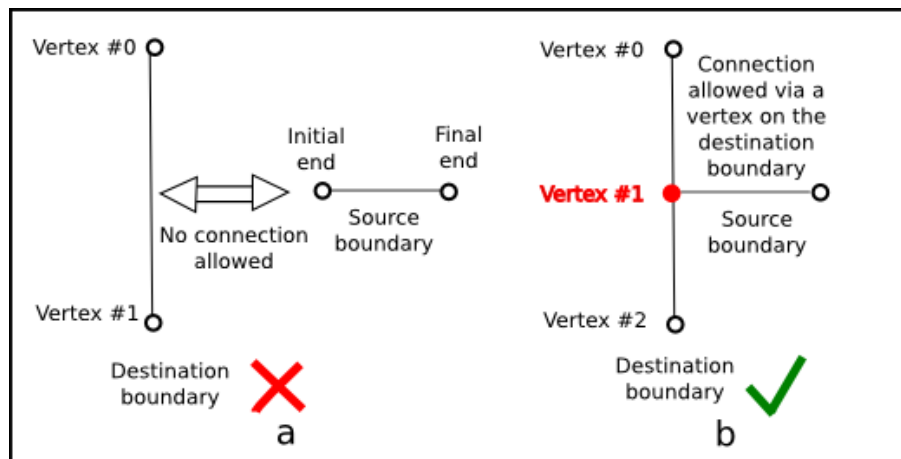 Vertex #0
Initial
end
Final
end
No connection
allowed
Source
boundary
Vertex #1
Destination
boundary
a
Vertex #0
Connection
allowed via a
vertex on the
destination
boundary
Vertex #1
Source
boundary
Vertex #2
Destination
boundary
b